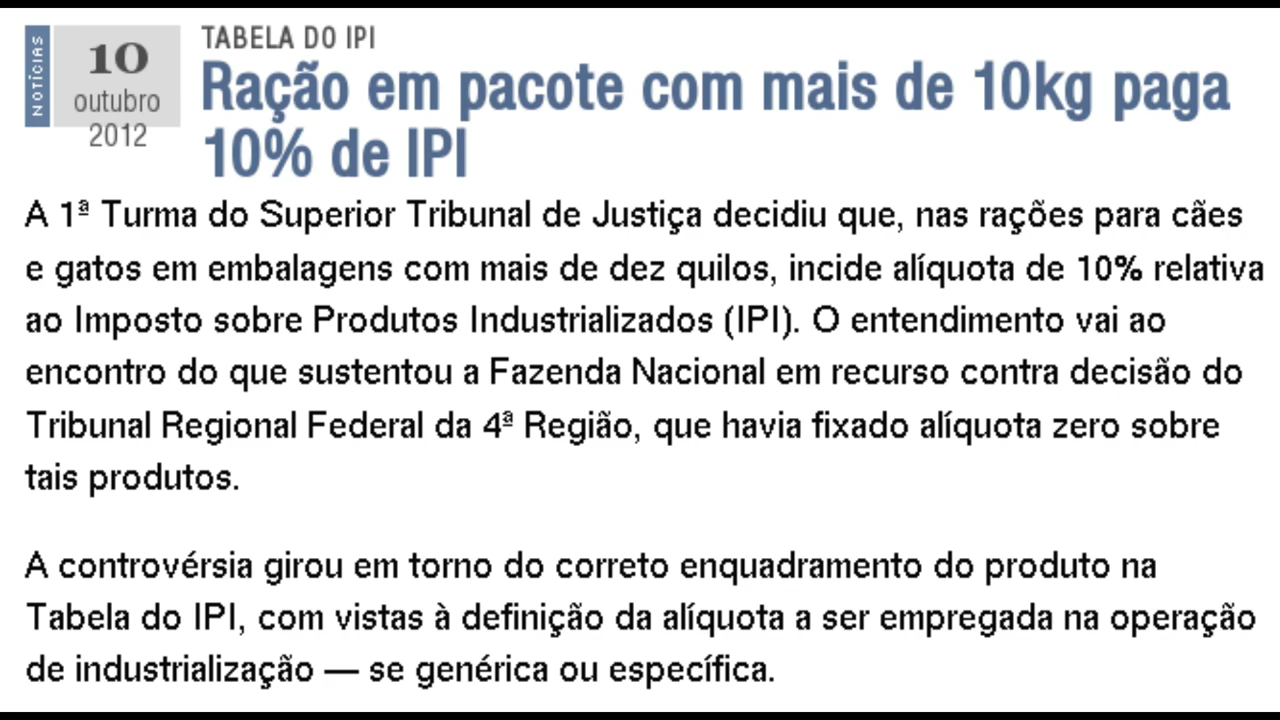 NOTÍCIAS
10
outubro
2012
TABELA DO IPI
Ração em pacote com mais de 10kg paga
10% de IPI
A 1ª Turma do Superior Tribunal de Justiça decidiu que, nas rações para cães
e gatos em embalagens com mais de dez quilos, incide alíquota de 10% relativa
ao Imposto sobre Produtos Industrializados (IPI). O entendimento vai ao
encontro do que sustentou a Fazenda Nacional em recurso contra decisão do
Tribunal Regional Federal da 4ª Região, que havia fixado alíquota zero sobre
tais produtos.
A controvérsia girou em torno do correto enquadramento do produto na
Tabela do IPI, com vistas à definição da alíquota a ser empregada na operação
de industrialização — se genérica ou específica.